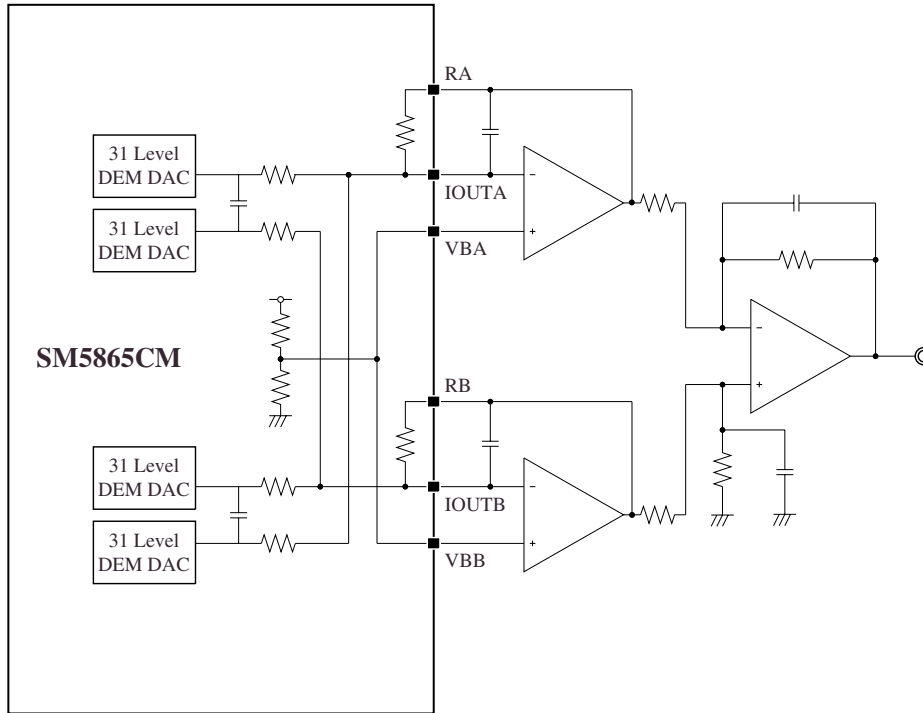 RA
31 Level
DEM DAC
IOUTA
31 Level
DEM DAC
VBA
SM5865CM
RB
31 Level
DEM DAC
IOUTB
31 Level
DEM DAC
VBB